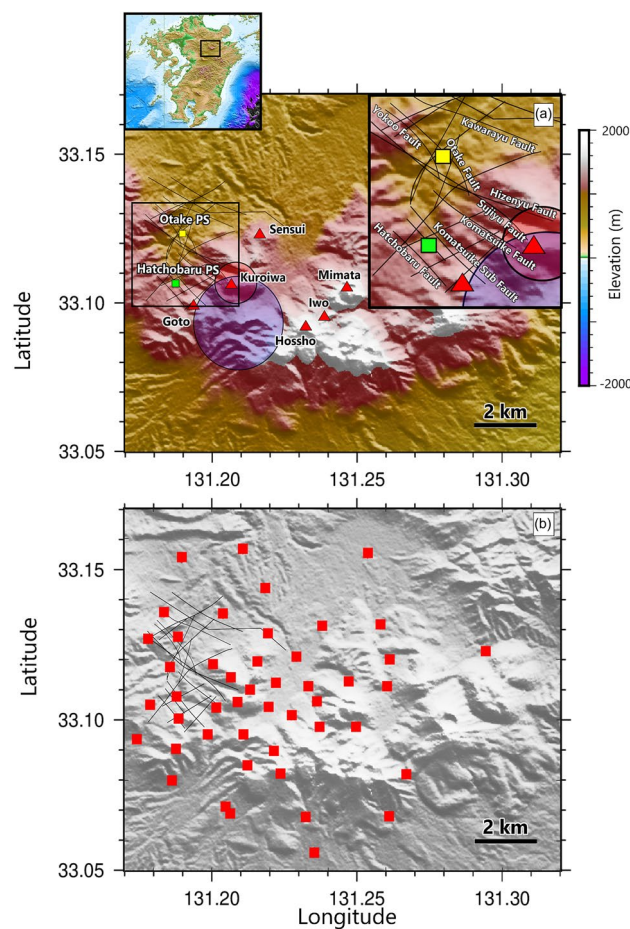 (a)
2000
Elevation (m)
-2000
33.15
33.10
33.05
Latitude
Otake PS
Hatchobaru PS
Sensui
Kuroiwa
Mimata
Goto
Iwo
Hossho
Yokoo Fault
Kawarayu Fault
Otake Fault
Hizenyu Fault
Sujiyu Fault
Komatsuike Fault
Komatsuike Sub Fault
Hatchobaru Fault
2 km
131.20 131.25 131.30
(b)
33.15
33.10
33.05
Latitude
2 km
131.20 131.25 131.30
Longitude